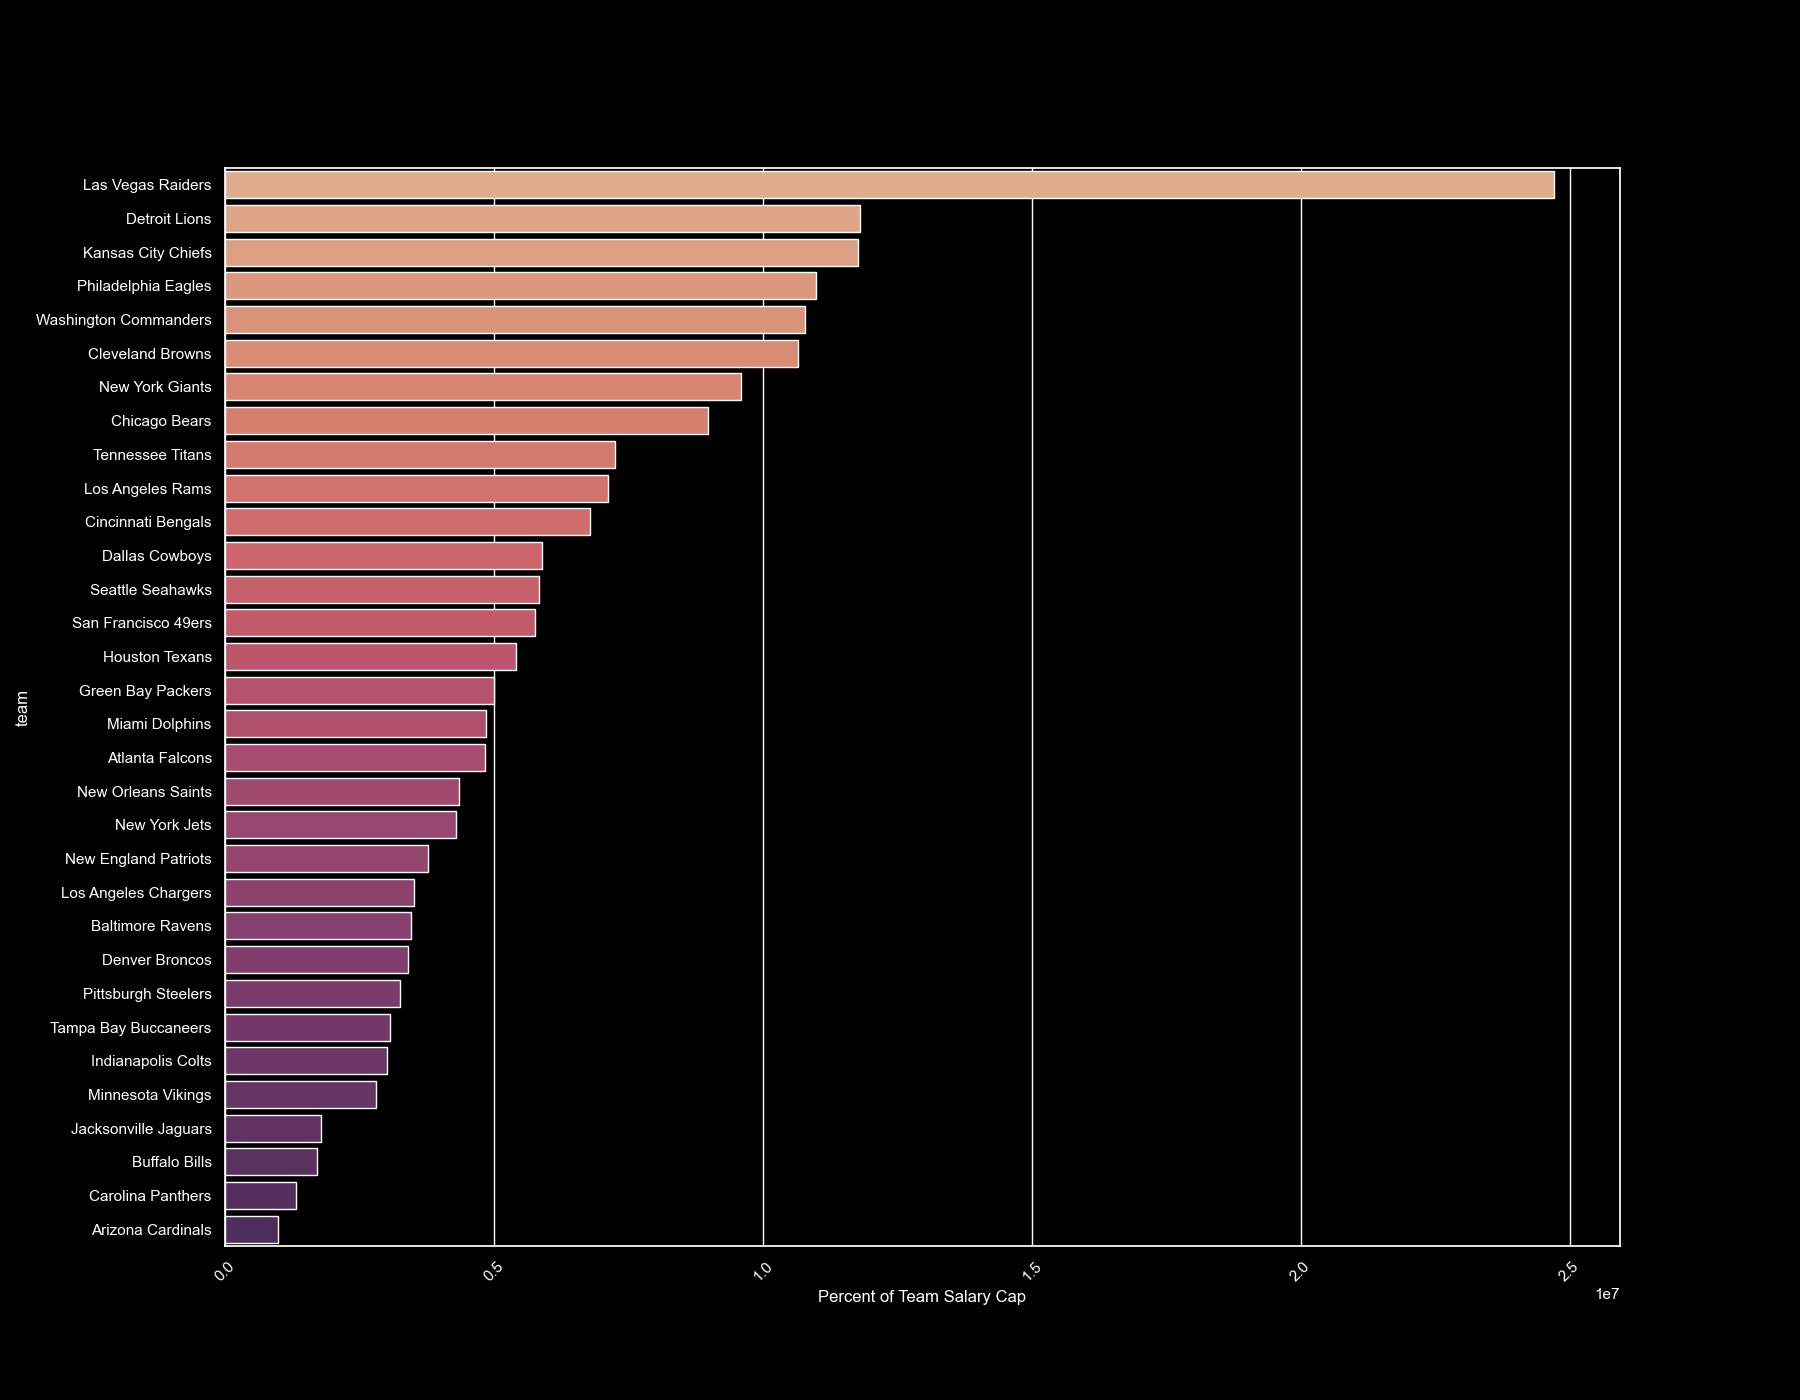 Las Vegas Raiders
Detroit Lions
Kansas City Chiefs
Philadelphia Eagles
Washington Commanders
Cleveland Browns
New York Giants
Chicago Bears
Tennessee Titans
Los Angeles Rams
Cincinnati Bengals
Dallas Cowboys
Seattle Seahawks
San Francisco 49ers
Houston Texans
Green Bay Packers
Miami Dolphins
Atlanta Falcons
New Orleans Saints
New York Jets
New England Patriots
Los Angeles Chargers
Baltimore Ravens
Denver Broncos
Pittsburgh Steelers
Tampa Bay Buccaneers
Indianapolis Colts
Minnesota Vikings
Jacksonville Jaguars
Buffalo Bills
Carolina Panthers
Arizona Cardinals
team
0.0 0.5 1.0 1.5 2.0 2.5
1e7
Percent of Team Salary Cap